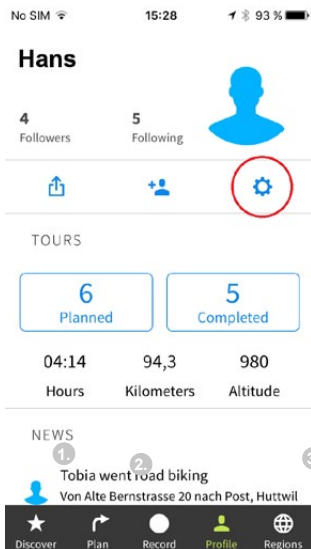 No SIM 15:28 93 %
Hans
4 5
Followers Following
TOURS
6 5
Planned Completed
04:14 94,3 980
Hours Kilometers Altitude
NEWS
1. 2. 3
Tobia went road biking
Von Alte Bernstrasse 20 nach Post, Huttwil
Discover Plan Record Profile Regions